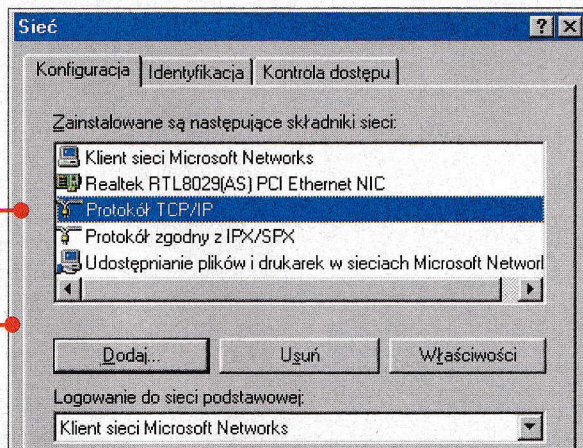 Sieć
Konfiguracja Identyfikacja Kontrola dostępu
Zainstalowane są następujące składniki sieci:
Klient sieci Microsoft Networks
Realtek RTL8029(AS) PCI Ethernet NIC
Protokół TCP/IP
Protokół zgodny z IPX/SPX
Udostępnianie plików i drukarek w sieciach Microsoft Networl
Dodaj... Usuń Właściwości
Logowanie do sieci podstawowej:
Klient sieci Microsoft Networks